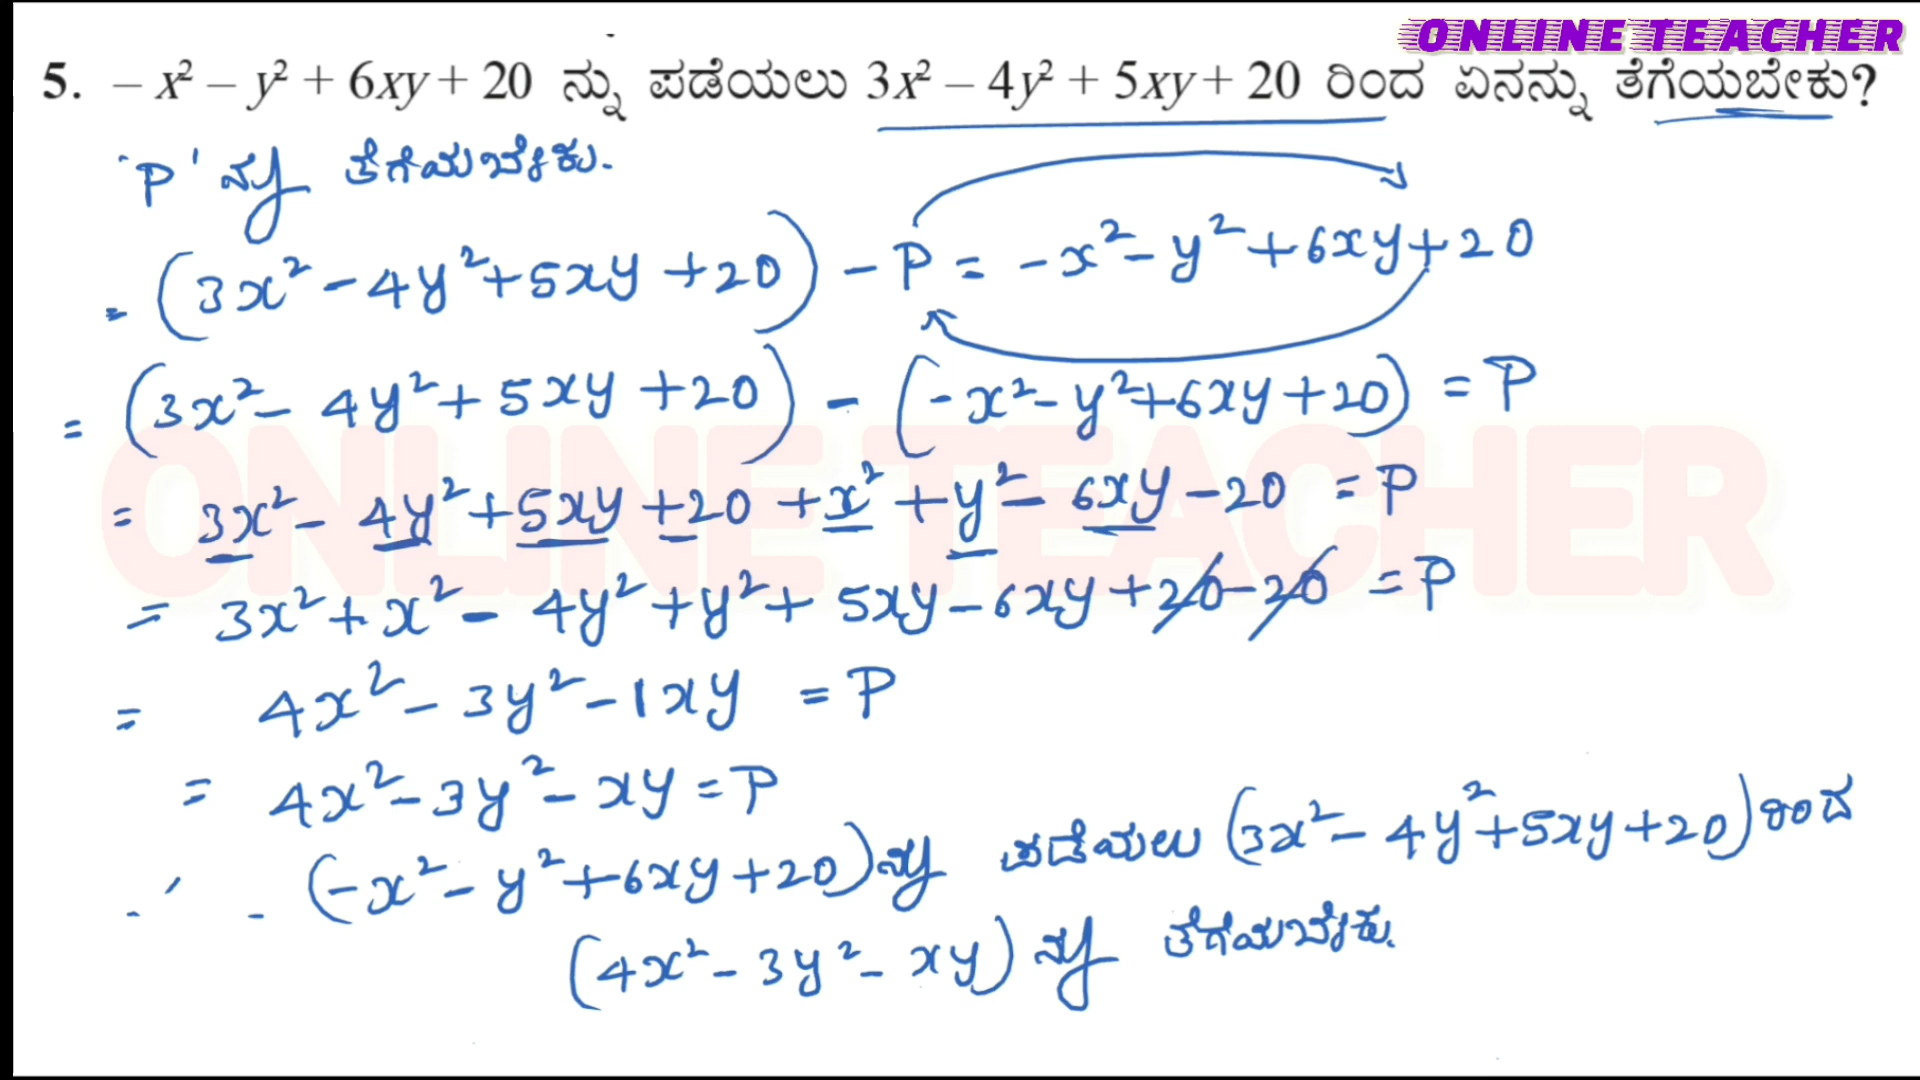 ONLINE TEACHER
5. – x² – y² + 6xy + 20 ನ್ನು ಪಡೆಯಲು 3x² – 4y² + 5xy + 20 ರಿಂದ ಏನನ್ನು ತೆಗೆಯಬೇಕು?
'P' ನ್ನು ತೆಗೆಯಬೇಕು.
= (3x² - 4y² + 5xy + 20) - P = -x² - y² + 6xy + 20
= (3x² - 4y² + 5xy + 20) - (-x² - y² + 6xy + 20) = P
= 3x² - 4y² + 5xy + 20 + x² + y² - 6xy - 20 = P
= 3x² + x² - 4y² + y² + 5xy - 6xy + 20 - 20 = P
= 4x² - 3y² - 1xy = P
= 4x² - 3y² - xy = P
∴ (-x² - y² + 6xy + 20) ನ್ನು ಪಡೆಯಲು (3x² - 4y² + 5xy + 20) ರಿಂದ
(4x² - 3y² - xy) ನ್ನು ತೆಗೆಯಬೇಕು.
ONLINE TEACHER